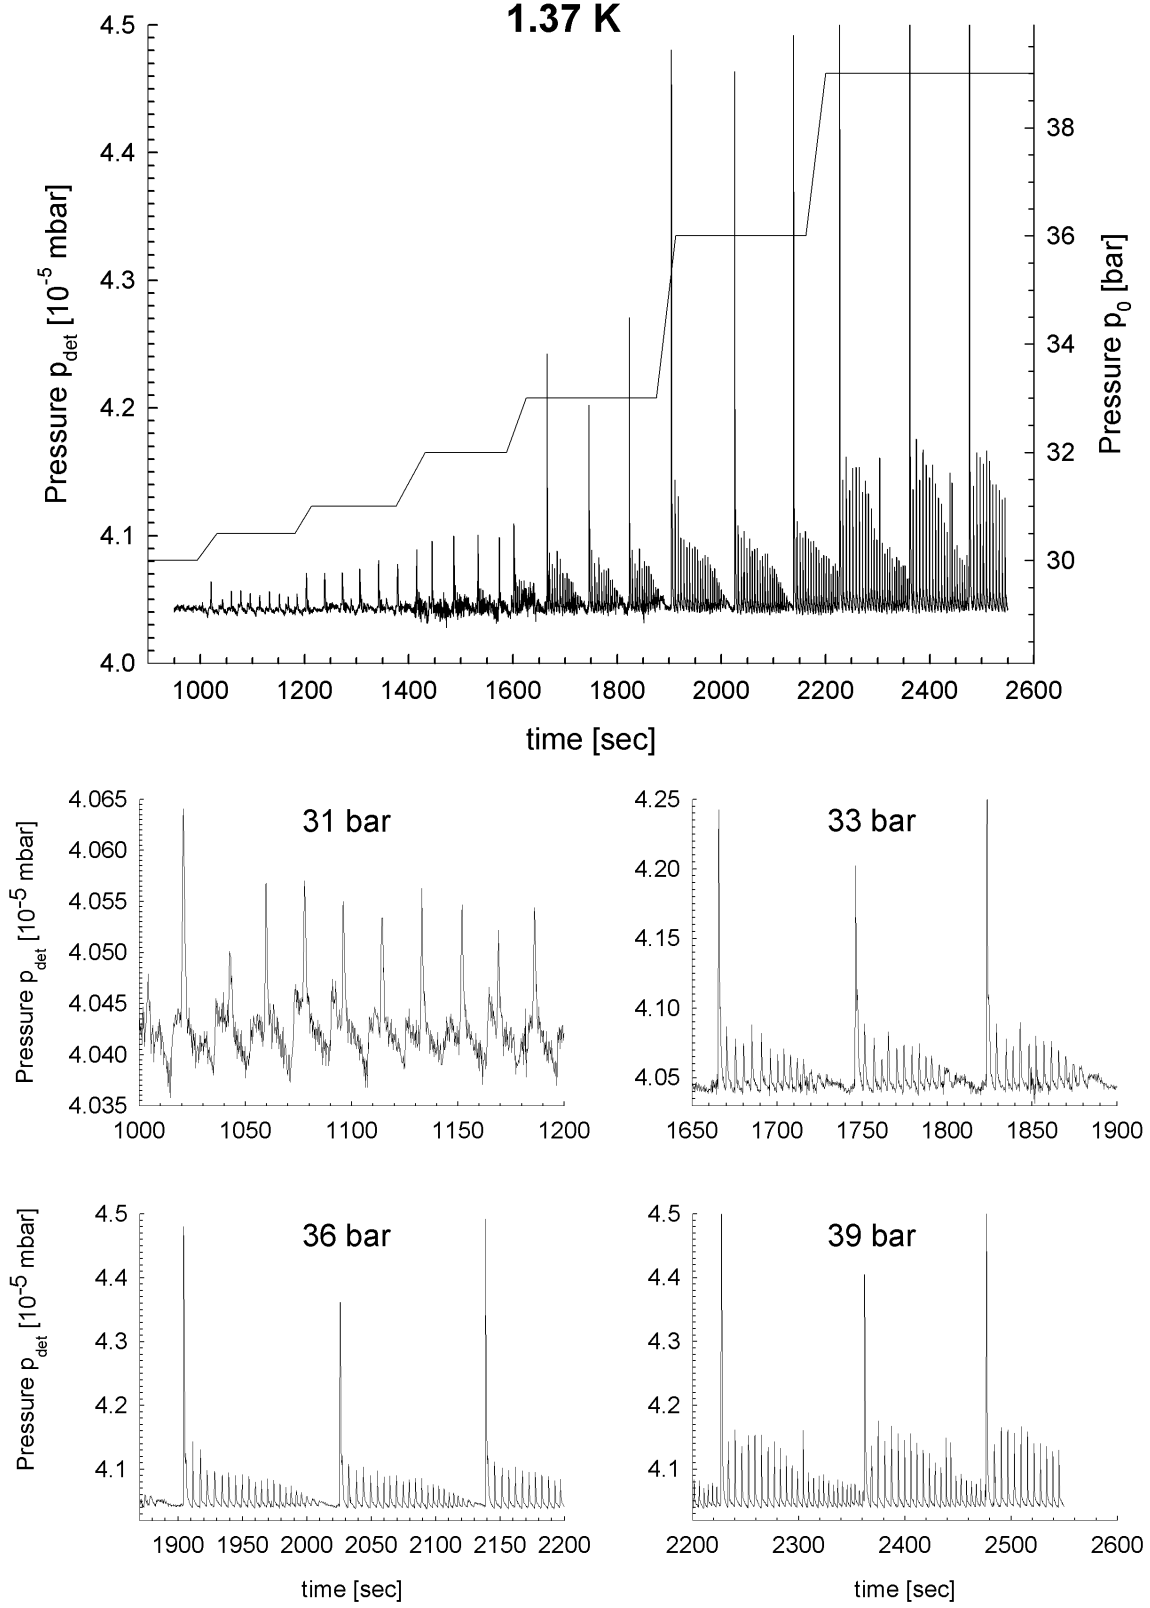 1.37 K
4.5
4.4
4.3
4.2
4.1
4.0
Pressure p_det [10^-5 mbar]
38
36
34
32
30
Pressure p_0 [bar]
1000 1200 1400 1600 1800 2000 2200 2400 2600
time [sec]
31 bar
4.065
4.060
4.055
4.050
4.045
4.040
4.035
Pressure p_det [10^-5 mbar]
1000 1050 1100 1150 1200
33 bar
4.25
4.20
4.15
4.10
4.05
1650 1700 1750 1800 1850 1900
36 bar
4.5
4.4
4.3
4.2
4.1
Pressure p_det [10^-5 mbar]
1900 1950 2000 2050 2100 2150 2200
time [sec]
39 bar
4.5
4.4
4.3
4.2
4.1
2200 2300 2400 2500 2600
time [sec]